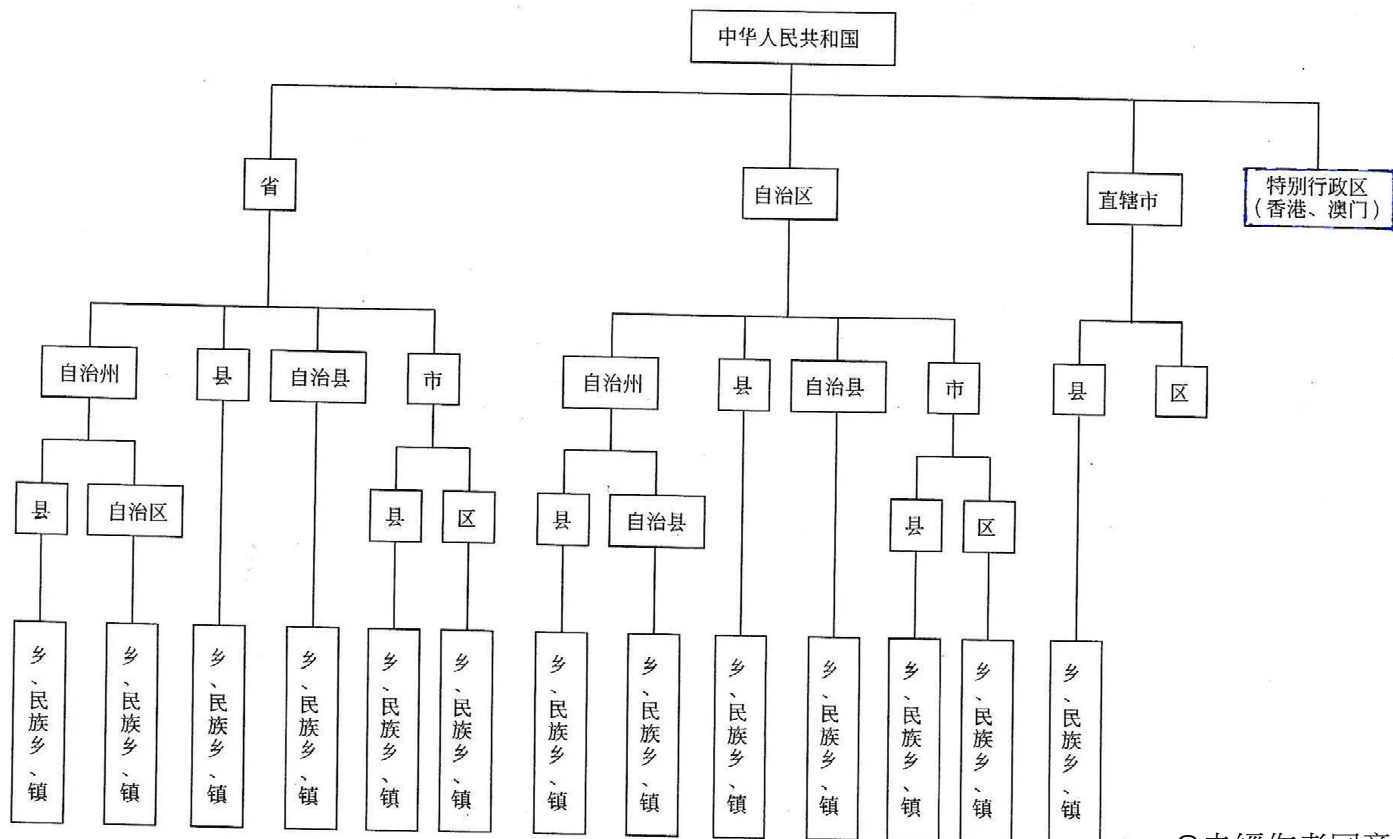 中华人民共和国
省
自治区
直辖市
特别行政区
(香港、澳门)
自治州
县
自治县
市
自治州
县
自治县
市
县
区
县
自治区
县
区
县
自治县
县
区
乡、民族乡、镇
乡、民族乡、镇
乡、民族乡、镇
乡、民族乡、镇
乡、民族乡、镇
乡、民族乡、镇
乡、民族乡、镇
乡、民族乡、镇
乡、民族乡、镇
乡、民族乡、镇
乡、民族乡、镇
乡、民族乡、镇
乡、民族乡、镇